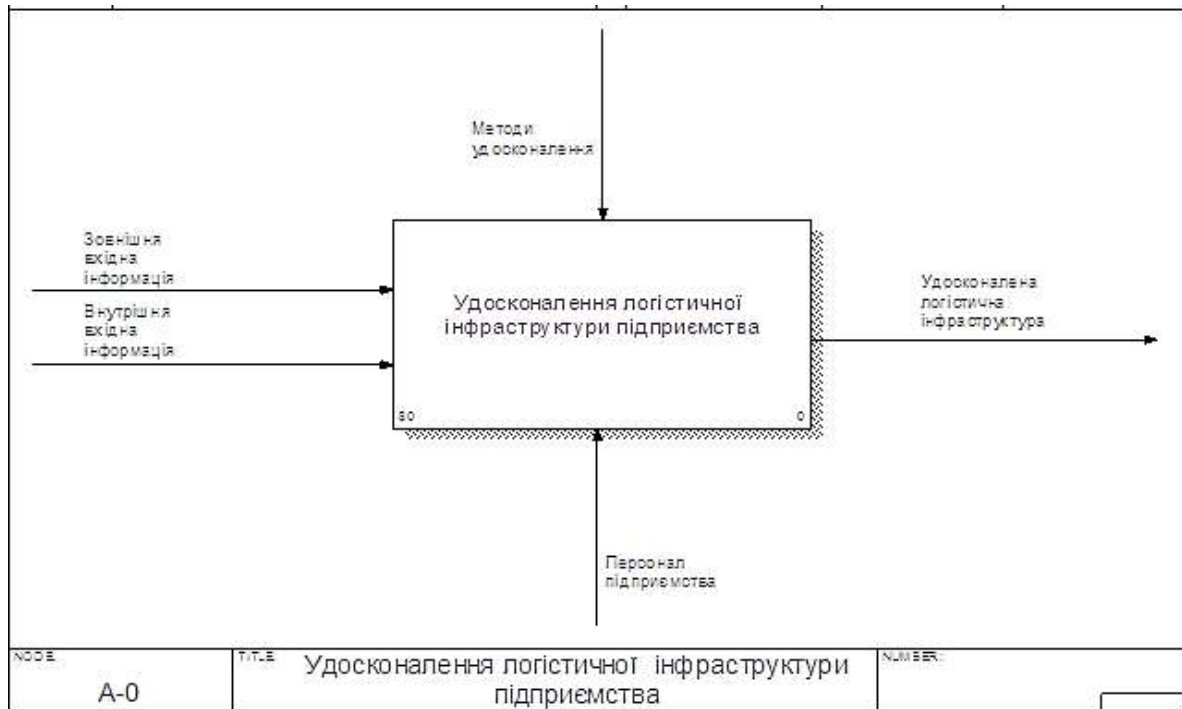 Методи
удосконалення
Зовнішня
вхідна
інформація
Внутрішня
вхідна
інформація
Удосконалення логістичної
інфраструктури підприємства
Удосконалена
логістична
інфраструктура
0
Персонал
підприємства
NODE:
A-0
TITLE:
Удосконалення логістичної інфраструктури
підприємства
NUMBER: